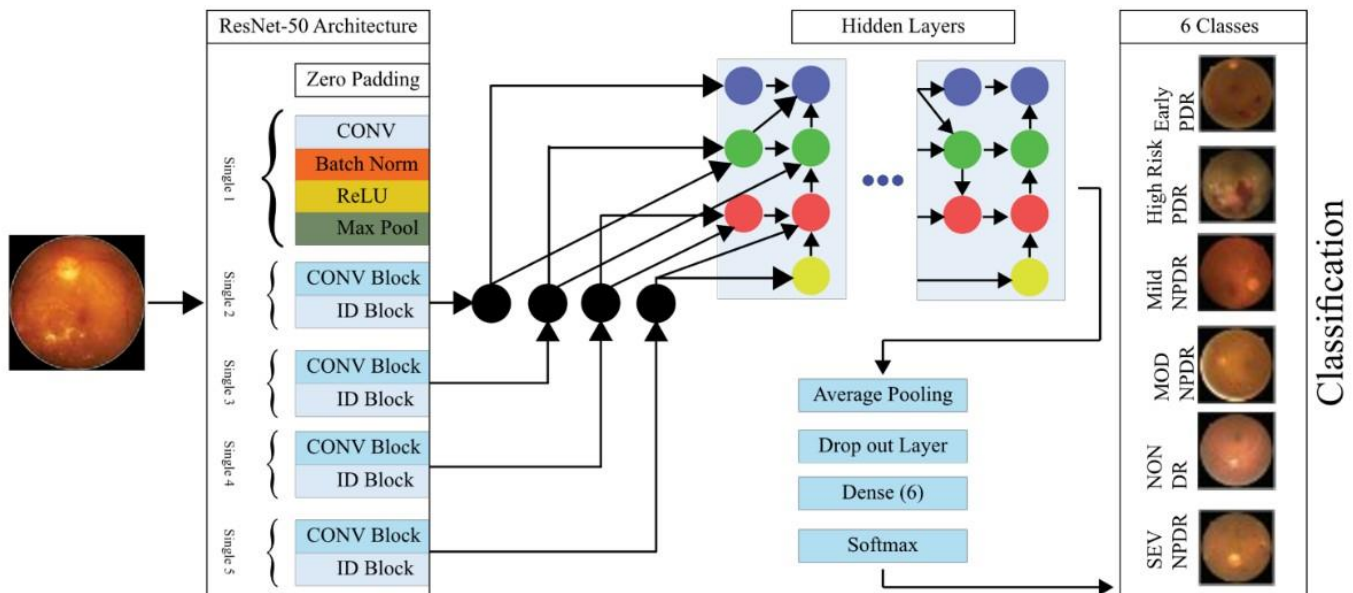 ResNet-50 Architecture
Zero Padding
Single 1
CONV
Batch Norm
ReLU
Max Pool
Single 2
CONV Block
ID Block
Single 3
CONV Block
ID Block
Single 4
CONV Block
ID Block
Single 5
CONV Block
ID Block
Hidden Layers
Average Pooling
Drop out Layer
Dense (6)
Softmax
6 Classes
Early
PDR
High Risk
PDR
Mild
NPDR
MOD
NPDR
NON
DR
SEV
NPDR
Classification